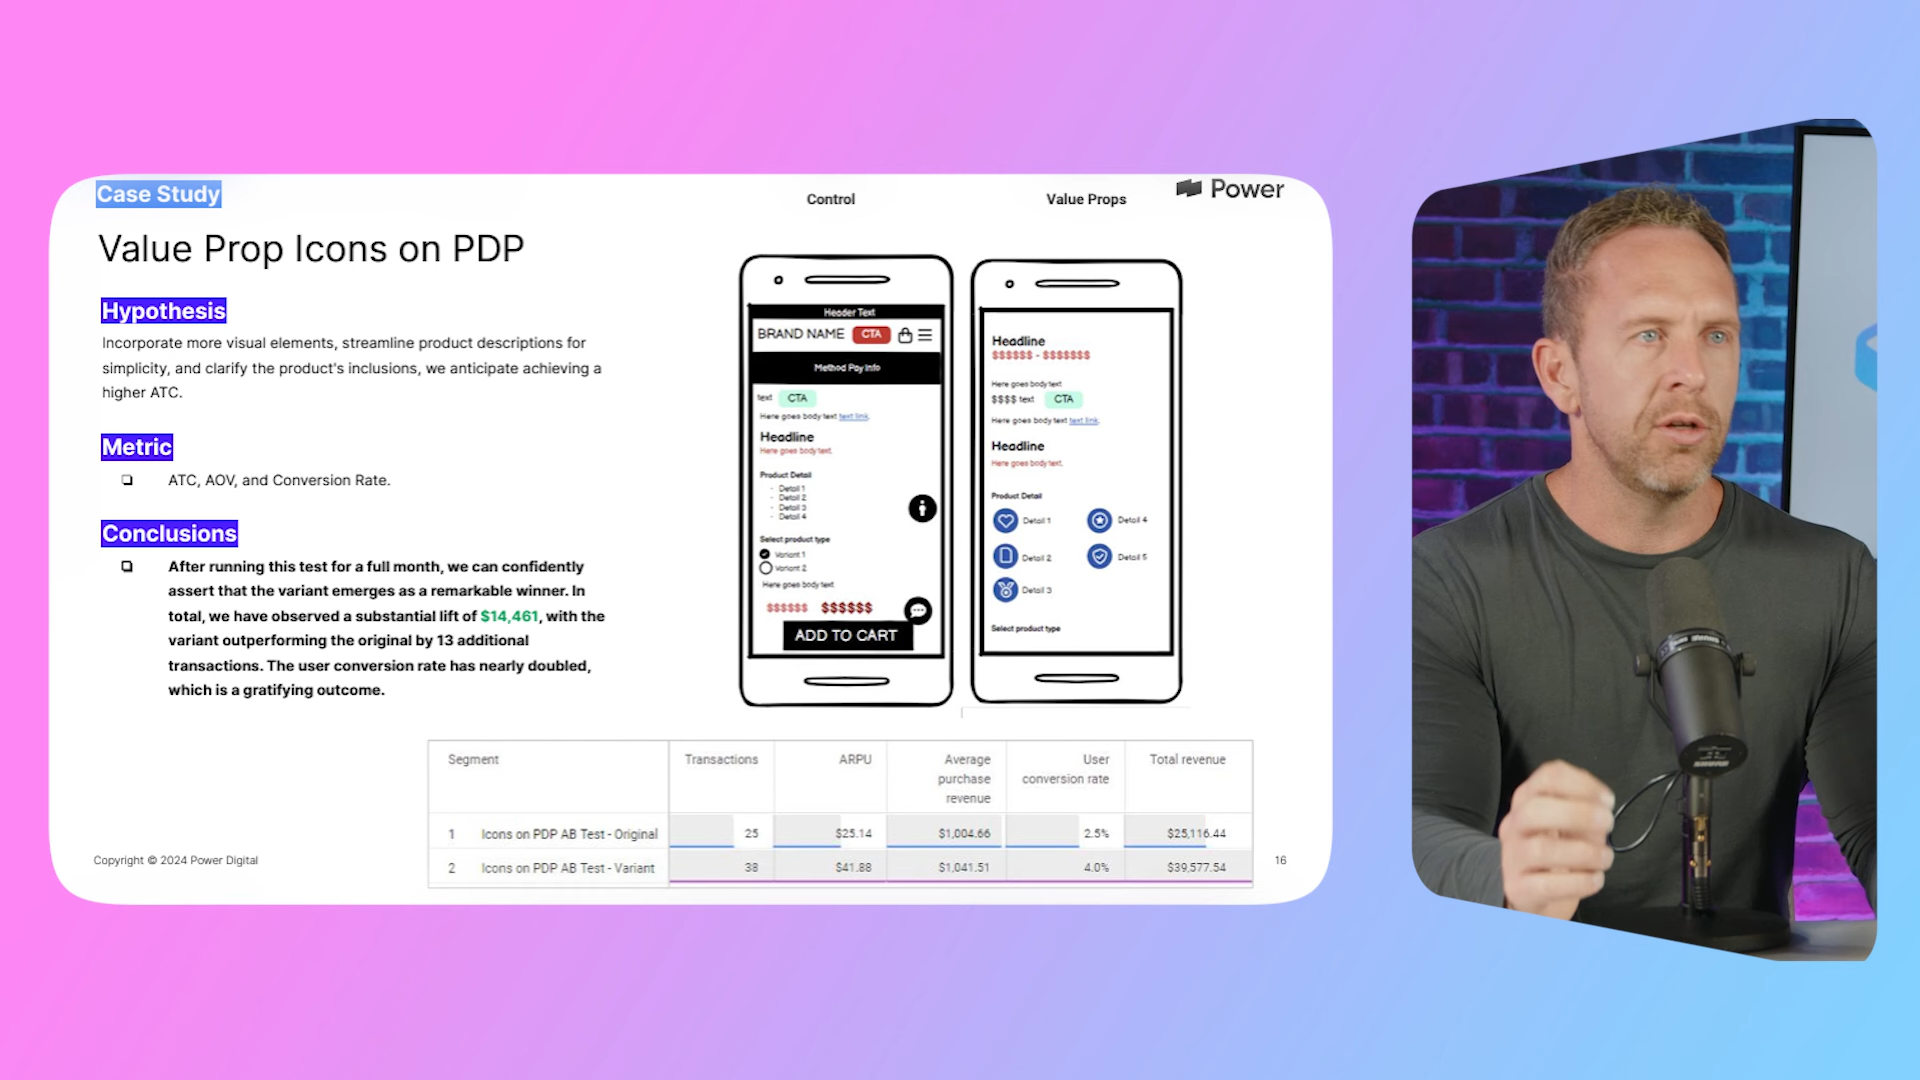 Case Study
Power
Value Prop Icons on PDP
Hypothesis
Incorporate more visual elements, streamline product descriptions for
simplicity, and clarify the product's inclusions, we anticipate achieving a
higher ATC.
Metric
ATC, AOV, and Conversion Rate.
Conclusions
After running this test for a full month, we can confidently
assert that the variant emerges as a remarkable winner. In
total, we have observed a substantial lift of $14,461, with the
variant outperforming the original by 13 additional
transactions. The user conversion rate has nearly doubled,
which is a gratifying outcome.
Control
Header Text
BRAND NAME CTA
Method Pay Info
text CTA
Here goes body text text link.
Headline
Here goes body text.
Product Detail
- Detail 1
- Detail 2
- Detail 3
- Detail 4
Select product type
Variant 1
Variant 2
Here goes body text
$$$$$$ $$$$$$
ADD TO CART
Value Props
Headline
$$$$$$ - $$$$$$$
Here goes body text
$$$$ text CTA
Here goes body text text link.
Headline
Here goes body text.
Product Detail
Detail 1 Detail 4
Detail 2 Detail 5
Detail 3
Select product type
Segment Transactions ARPU Average purchase revenue User conversion rate Total revenue
1 Icons on PDP AB Test - Original 25 $25.14 $1,004.66 2.5% $25,116.44
2 Icons on PDP AB Test - Variant 38 $41.88 $1,041.51 4.0% $39,577.54
Copyright © 2024 Power Digital
16